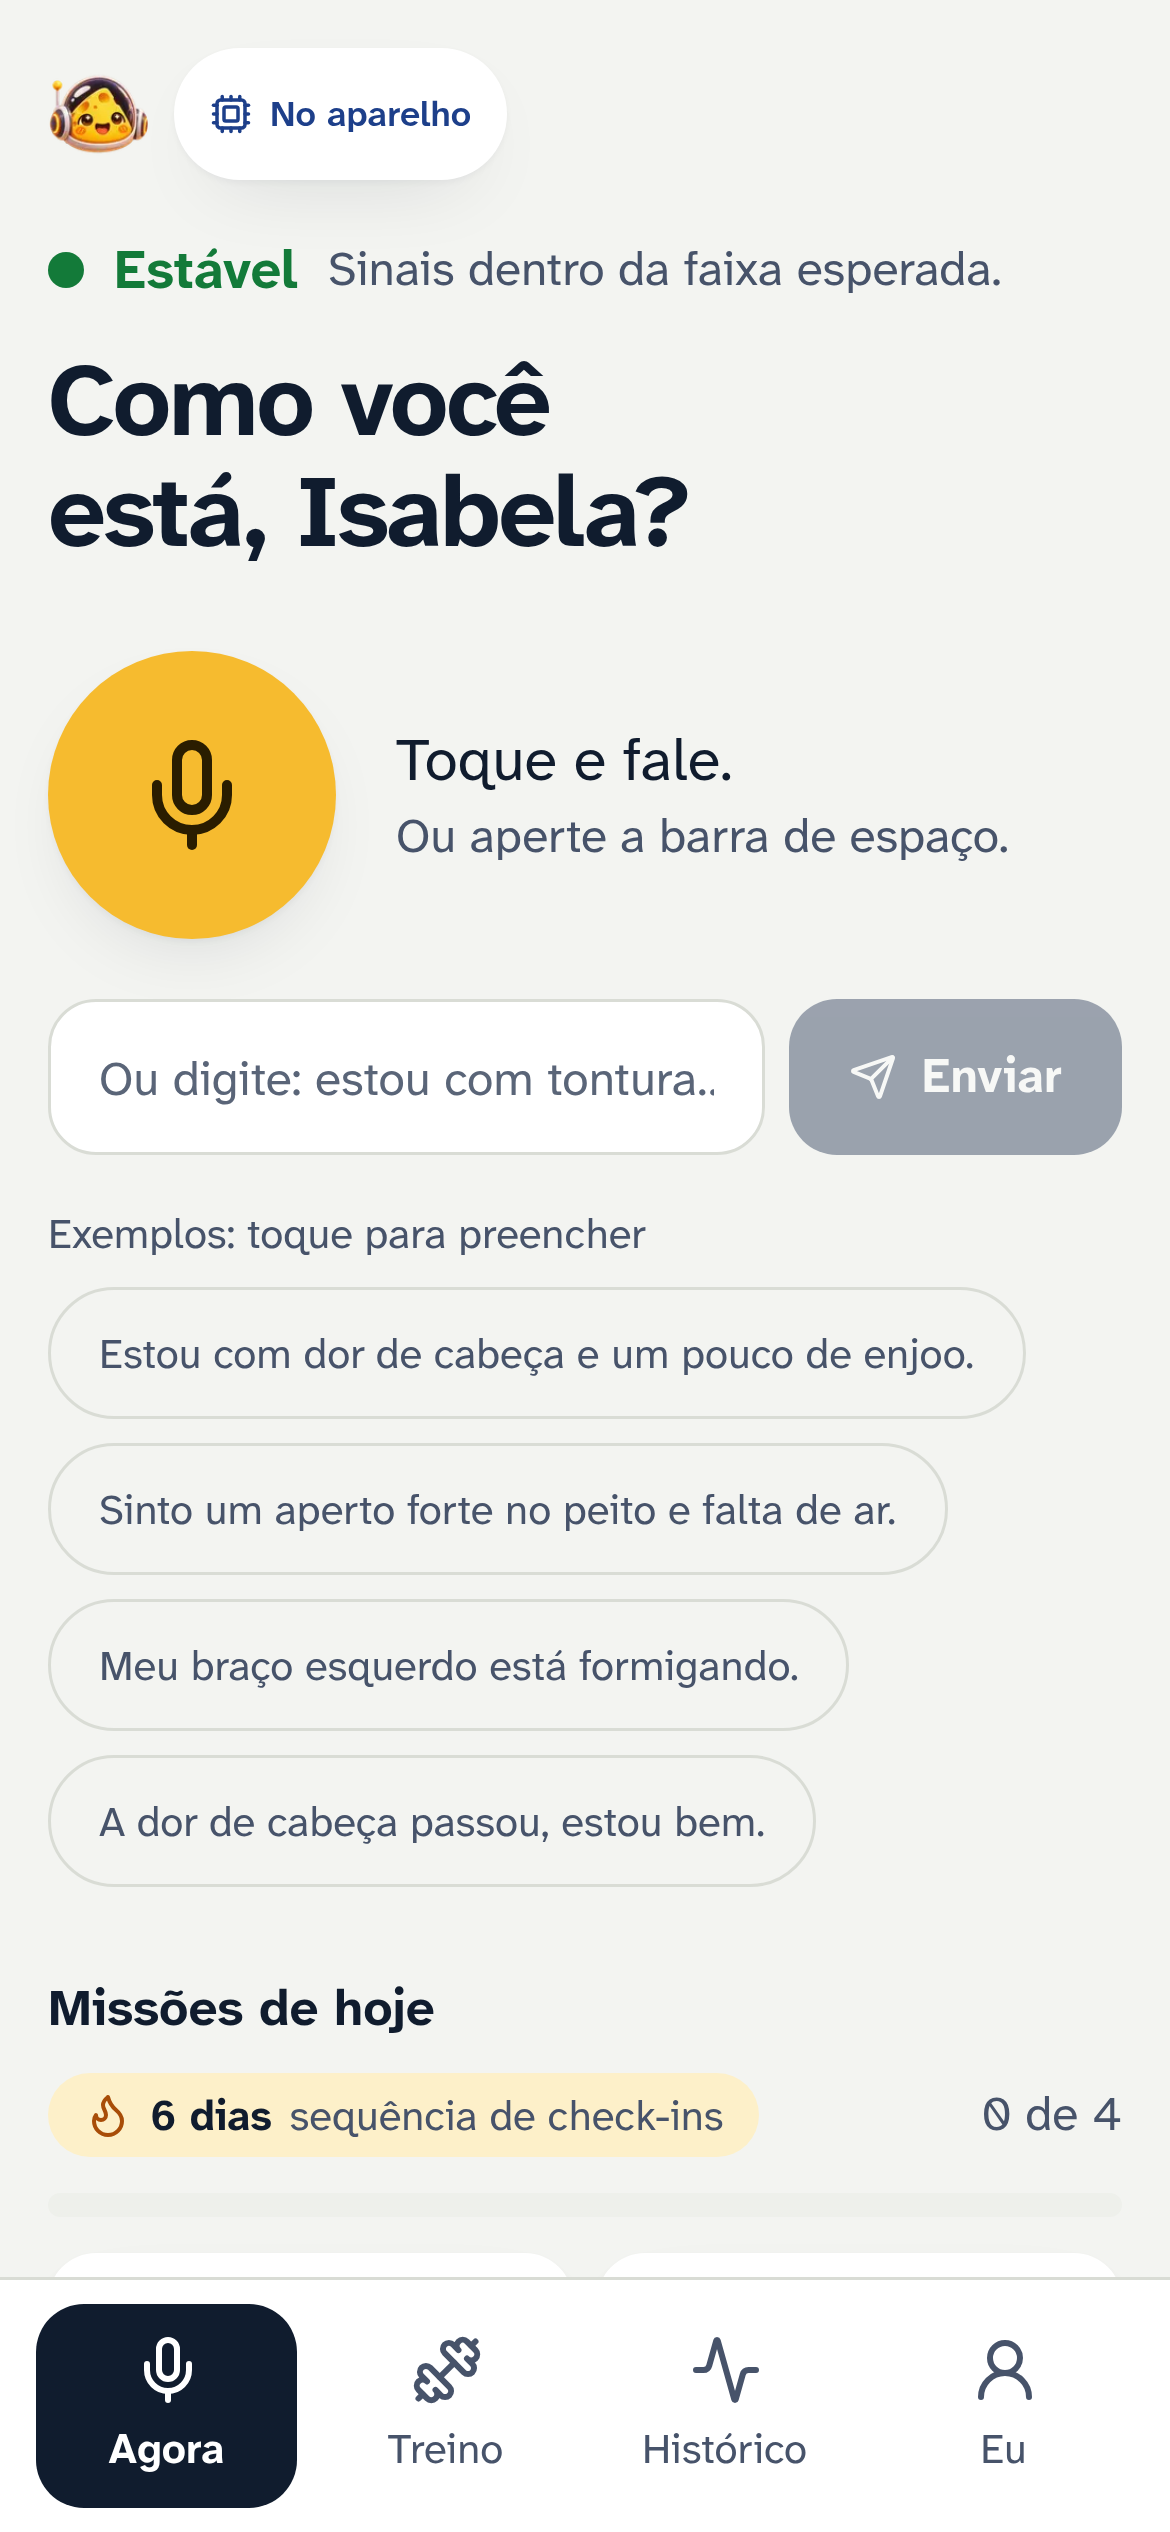 No aparelho
Estável Sinais dentro da faixa esperada.
Como você
está, Isabela?
Toque e fale.
Ou aperte a barra de espaço.
Ou digite: estou com tontura..
Enviar
Exemplos: toque para preencher
Estou com dor de cabeça e um pouco de enjoo.
Sinto um aperto forte no peito e falta de ar.
Meu braço esquerdo está formigando.
A dor de cabeça passou, estou bem.
Missões de hoje
6 dias sequência de check-ins
0 de 4
Agora
Treino
Histórico
Eu